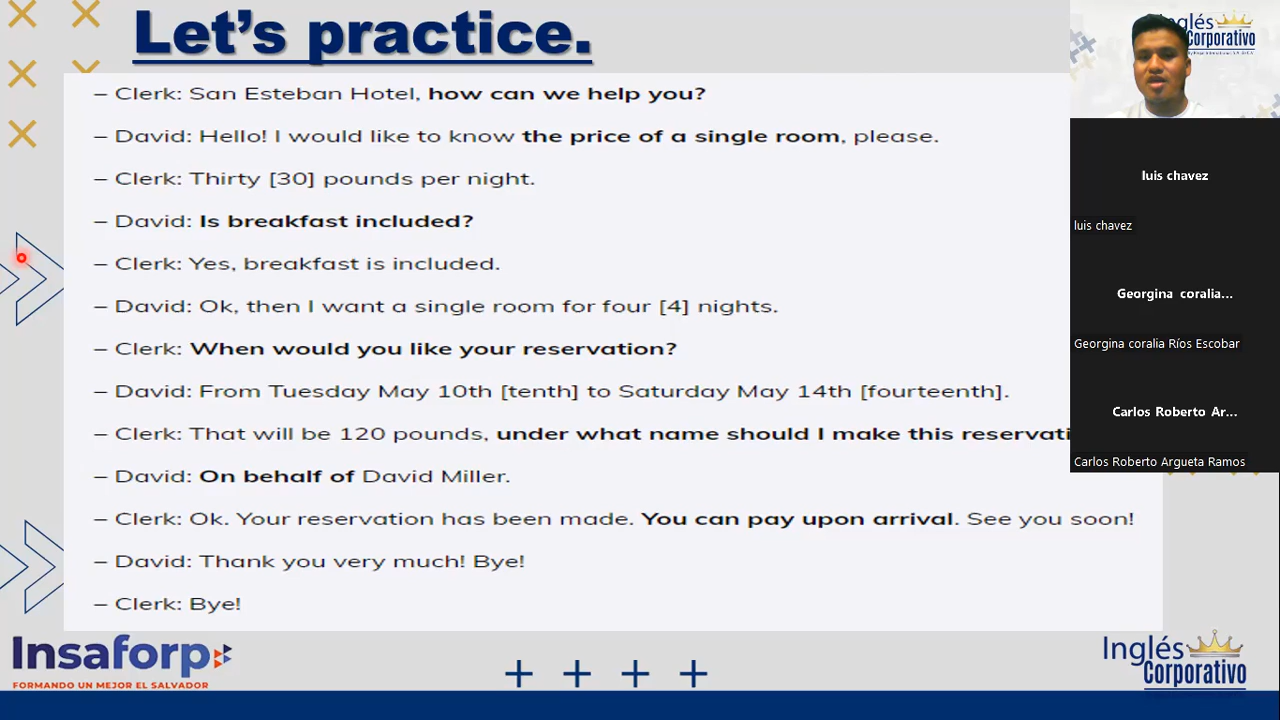 Let's practice.
– Clerk: San Esteban Hotel, how can we help you?
– David: Hello! I would like to know the price of a single room, please.
– Clerk: Thirty [30] pounds per night.
– David: Is breakfast included?
– Clerk: Yes, breakfast is included.
– David: Ok, then I want a single room for four [4] nights.
– Clerk: When would you like your reservation?
– David: From Tuesday May 10th [tenth] to Saturday May 14th [fourteenth].
– Clerk: That will be 120 pounds, under what name should I make this reservati
– David: On behalf of David Miller.
– Clerk: Ok. Your reservation has been made. You can pay upon arrival. See you soon!
– David: Thank you very much! Bye!
– Clerk: Bye!
Insaforp
FORMANDO UN MEJOR EL SALVADOR
Inglés
Corporativo
Inglés
orporativo
luis chavez
luis chavez
Georgina coralia...
Georgina coralia Ríos Escobar
Carlos Roberto Ar...
Carlos Roberto Argueta Ramos